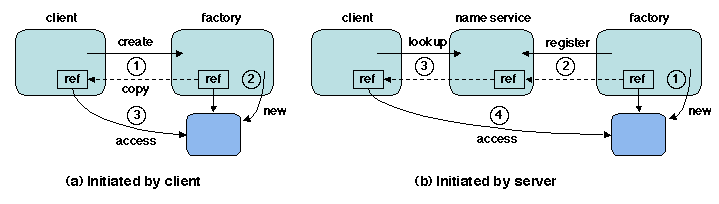 client factory
create
①
ref ref ②
copy
③ new
access
(a) Initiated by client
client name service factory
lookup register
③ ②
ref ref ref ①
④ new
access
(b) Initiated by server